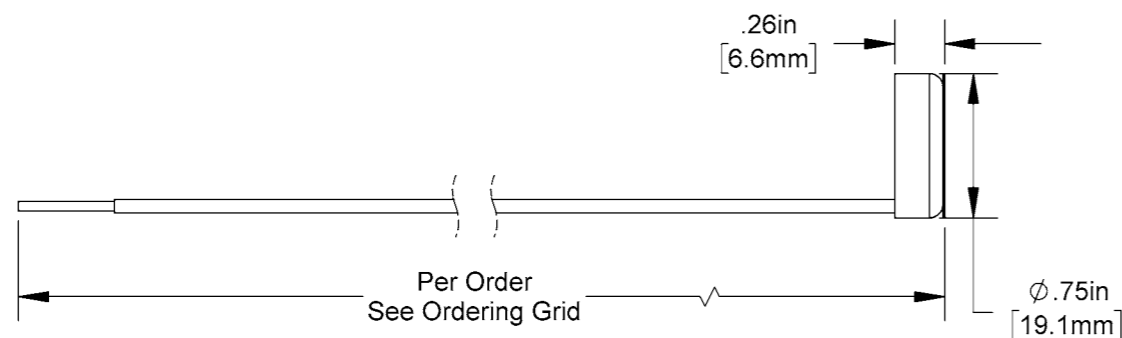 .26in
[6.6mm]
Per Order
See Ordering Grid
⌀.75in
[19.1mm]